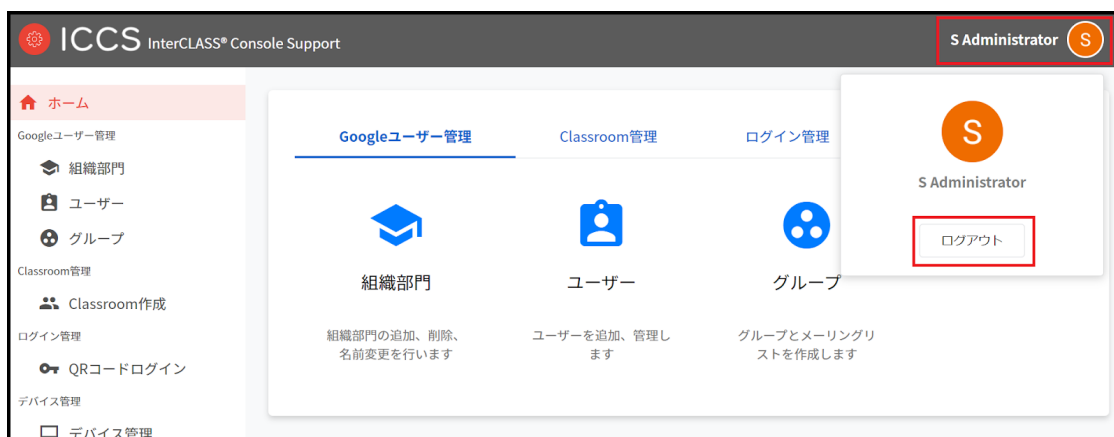 ICCS InterCLASS® Console Support
S Administrator
S
ホーム
Googleユーザー管理
組織部門
ユーザー
グループ
Classroom管理
Classroom作成
ログイン管理
QRコードログイン
デバイス管理
デバイス管理
Googleユーザー管理
Classroom管理
ログイン管理
組織部門
組織部門の追加、削除、
名前変更を行います
ユーザー
ユーザーを追加、管理し
ます
グループ
グループとメーリングリ
ストを作成します
S
S Administrator
ログアウト